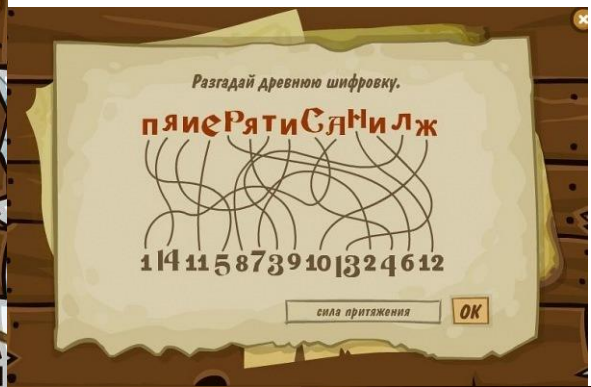 Разгадай древнюю шифровку.
пяиеРятиСАНилж
1 14 11 5 8 7 3 9 10 13 2 4 6 12
сила притяжения
OK